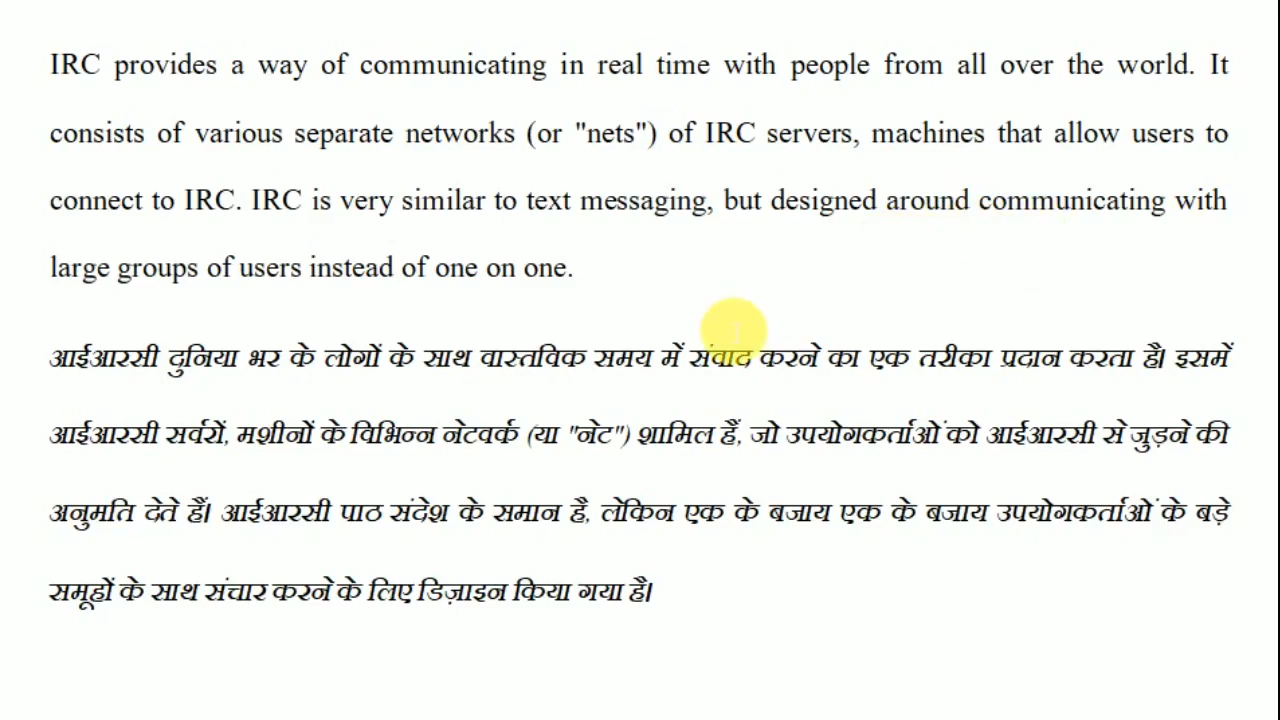 IRC provides a way of communicating in real time with people from all over the world. It
consists of various separate networks (or "nets") of IRC servers, machines that allow users to
connect to IRC. IRC is very similar to text messaging, but designed around communicating with
large groups of users instead of one on one.
आईआरसी दुनिया भर के लोगों के साथ वास्तविक समय में संवाद करने का एक तरीका प्रदान करता है। इसमें
आईआरसी सर्वरों, मशीनों के विभिन्न नेटवर्क (या "नेट") शामिल हैं, जो उपयोगकर्ताओं को आईआरसी से जुड़ने की
अनुमति देते हैं। आईआरसी पाठ संदेश के समान है, लेकिन एक के बजाय एक के बजाय उपयोगकर्ताओं के बड़े
समूहों के साथ संचार करने के लिए डिज़ाइन किया गया है।